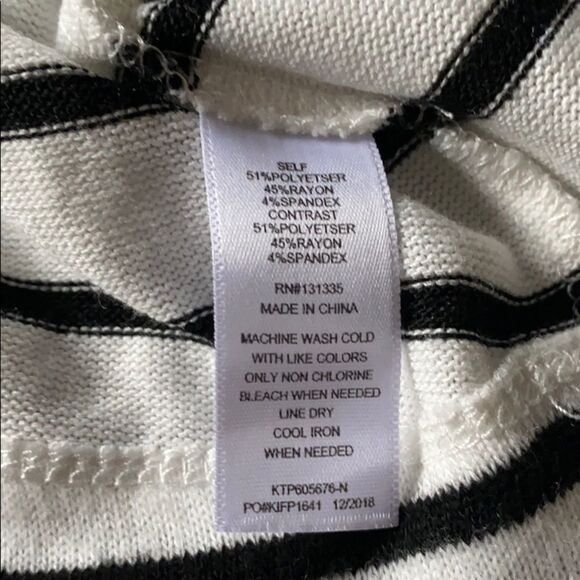 SELF
51%POLYETSER
45%RAYON
4%SPANDEX
CONTRAST
51%POLYETSER
45%RAYON
4%SPANDEX
RN#131335
MADE IN CHINA
MACHINE WASH COLD
WITH LIKE COLORS
ONLY NON CHLORINE
BLEACH WHEN NEEDED
LINE DRY
COOL IRON
WHEN NEEDED
KTP605676-N
PO#KIFP1641 12/2018